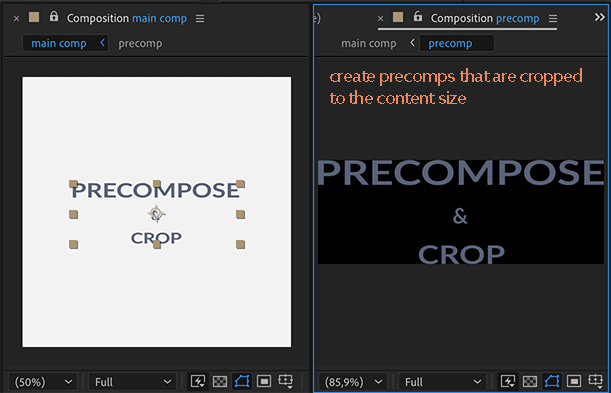 × Composition main comp ≡
main comp < precomp
PRECOMPOSE
&
CROP
(50%) Full
e) × Composition precomp ≡ »
main comp < precomp
create precomps that are cropped
to the content size
PRECOMPOSE
&
CROP
(85,9%) Full